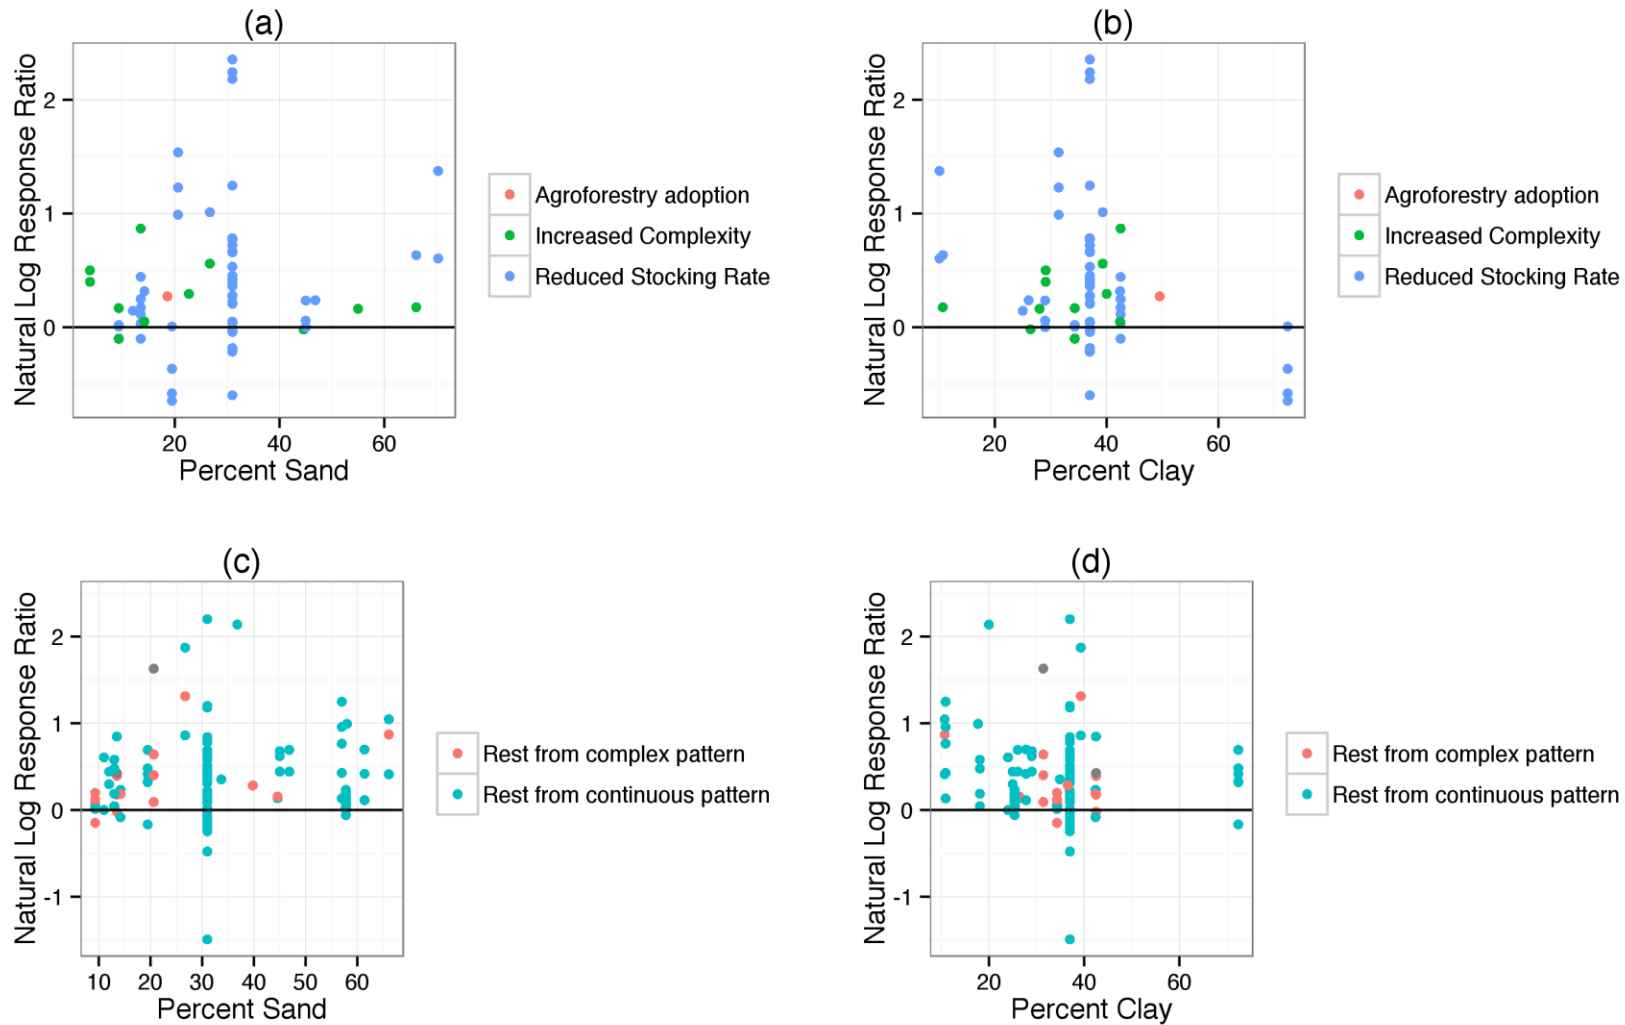 (a)
Natural Log Response Ratio
2
1
0
20 40 60
Percent Sand
Agroforestry adoption
Increased Complexity
Reduced Stocking Rate
(b)
Natural Log Response Ratio
2
1
0
20 40 60
Percent Clay
Agroforestry adoption
Increased Complexity
Reduced Stocking Rate
(c)
Natural Log Response Ratio
2
1
0
-1
10 20 30 40 50 60
Percent Sand
Rest from complex pattern
Rest from continuous pattern
(d)
Natural Log Response Ratio
2
1
0
-1
20 40 60
Percent Clay
Rest from complex pattern
Rest from continuous pattern